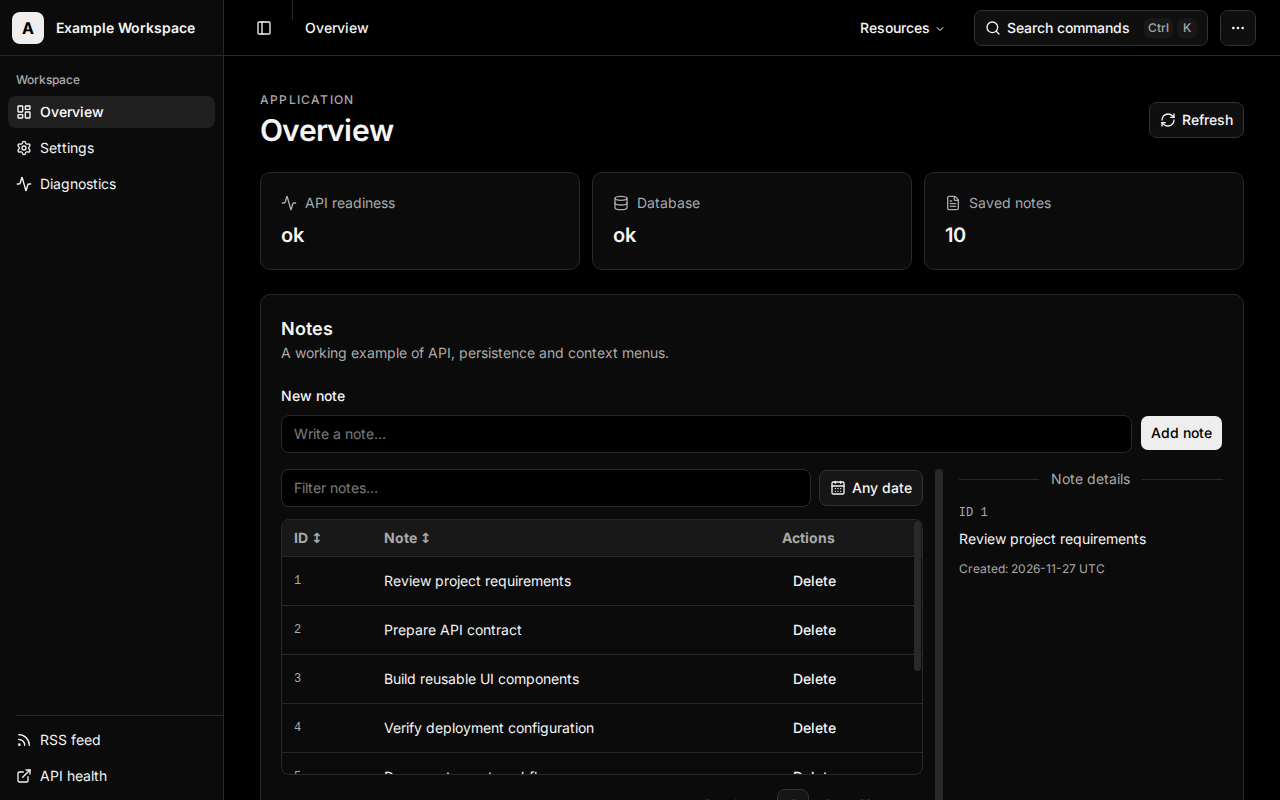 A Example Workspace
Overview
Resources
Search commands Ctrl K
Workspace
Overview
Settings
Diagnostics
RSS feed
API health
APPLICATION
Overview
Refresh
API readiness
ok
Database
ok
Saved notes
10
Notes
A working example of API, persistence and context menus.
New note
Write a note...
Add note
Filter notes...
Any date
ID ↕ Note ↕ Actions
1 Review project requirements Delete
2 Prepare API contract Delete
3 Build reusable UI components Delete
4 Verify deployment configuration Delete
Note details
ID 1
Review project requirements
Created: 2026-11-27 UTC